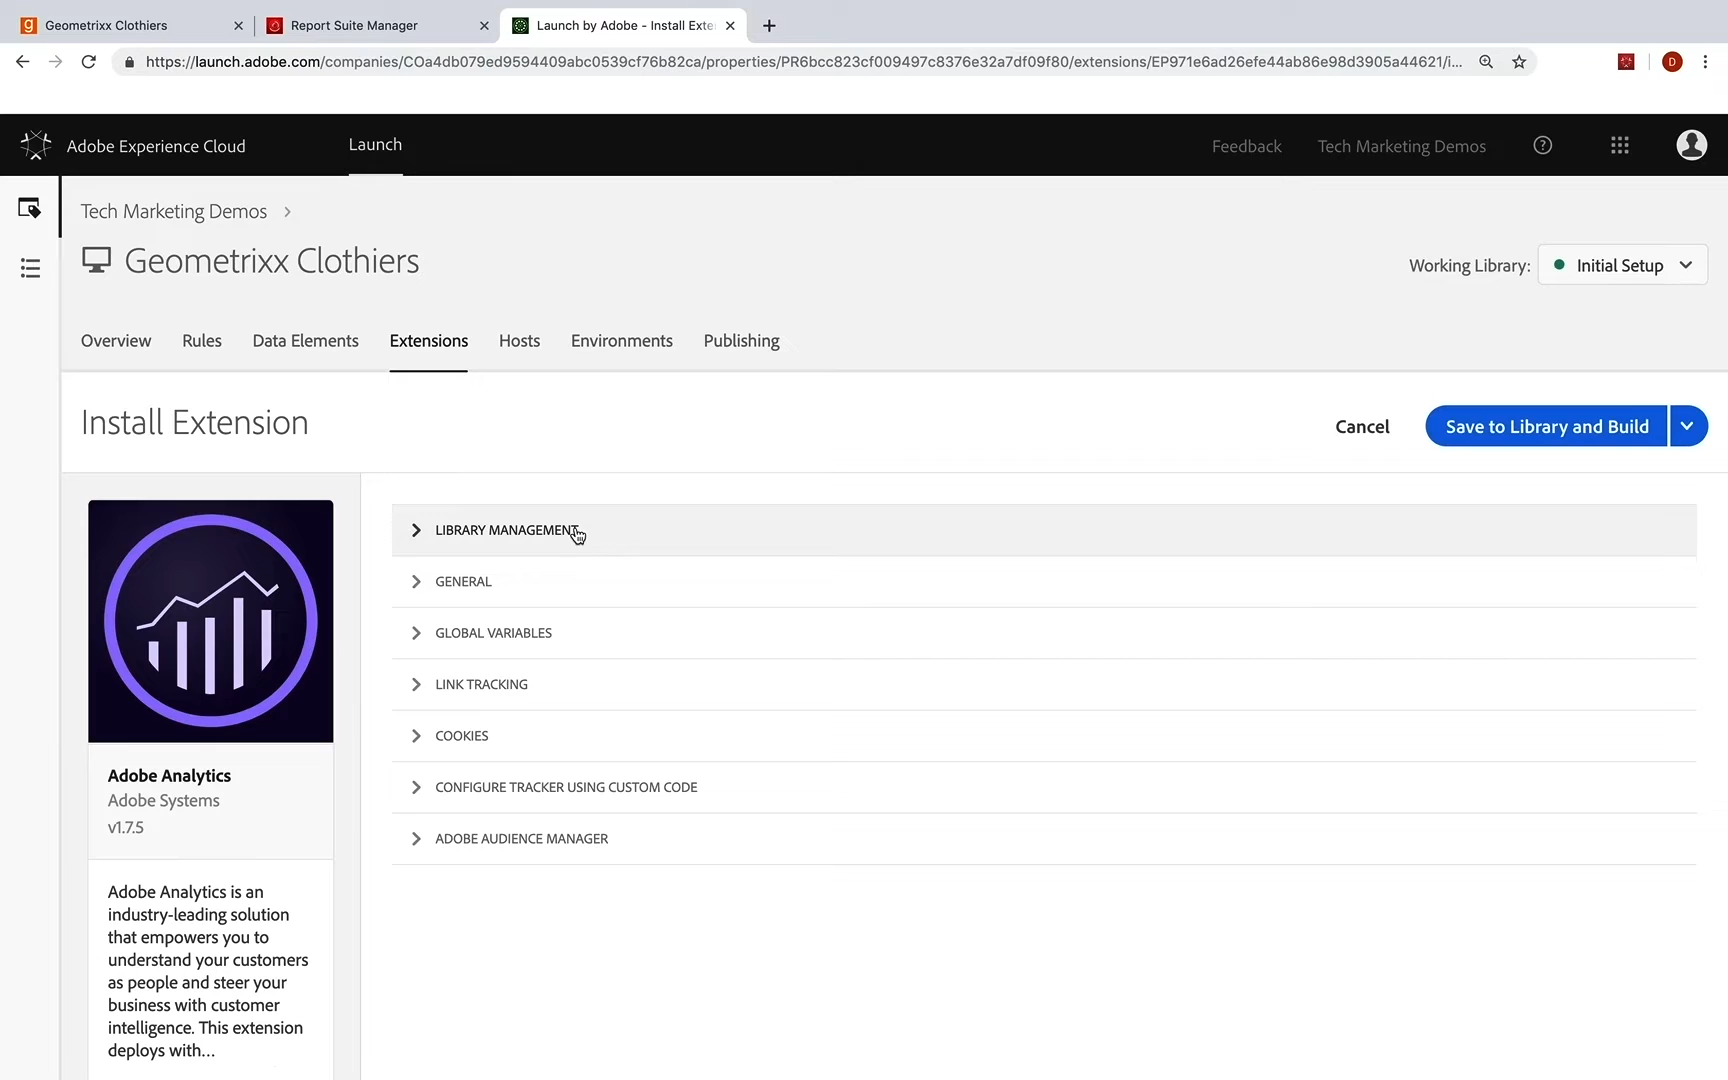 Geometrixx Clothiers
Report Suite Manager
Launch by Adobe - Install Exte
https://launch.adobe.com/companies/COa4db079ed9594409abc0539cf76b82ca/properties/PR6bcc823cf009497c8376e32a7df09f80/extensions/EP971e6ad26efe44ab86e98d3905a44621/i...
D
Adobe Experience Cloud
Launch
Feedback
Tech Marketing Demos
Tech Marketing Demos
Geometrixx Clothiers
Working Library:
Initial Setup
Overview
Rules
Data Elements
Extensions
Hosts
Environments
Publishing
Install Extension
Cancel
Save to Library and Build
LIBRARY MANAGEMENT
GENERAL
GLOBAL VARIABLES
LINK TRACKING
COOKIES
CONFIGURE TRACKER USING CUSTOM CODE
ADOBE AUDIENCE MANAGER
Adobe Analytics
Adobe Systems
v1.7.5
Adobe Analytics is an
industry-leading solution
that empowers you to
understand your customers
as people and steer your
business with customer
intelligence. This extension
deploys with...